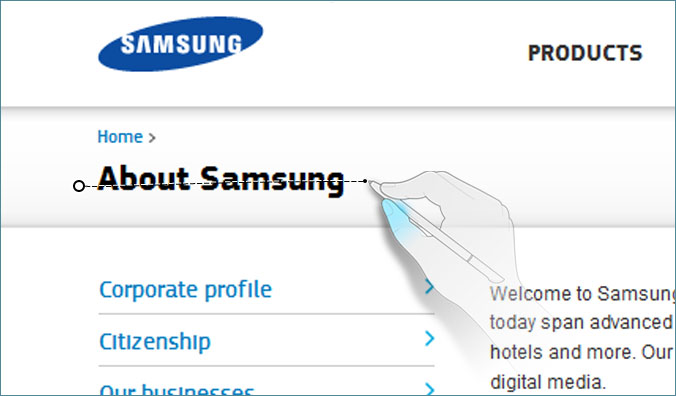 SAMSUNG
PRODUCTS
Home >
About Samsung
Corporate profile
Citizenship
Our businesses
Welcome to Samsung
today span advanced
hotels and more. Our
digital media.